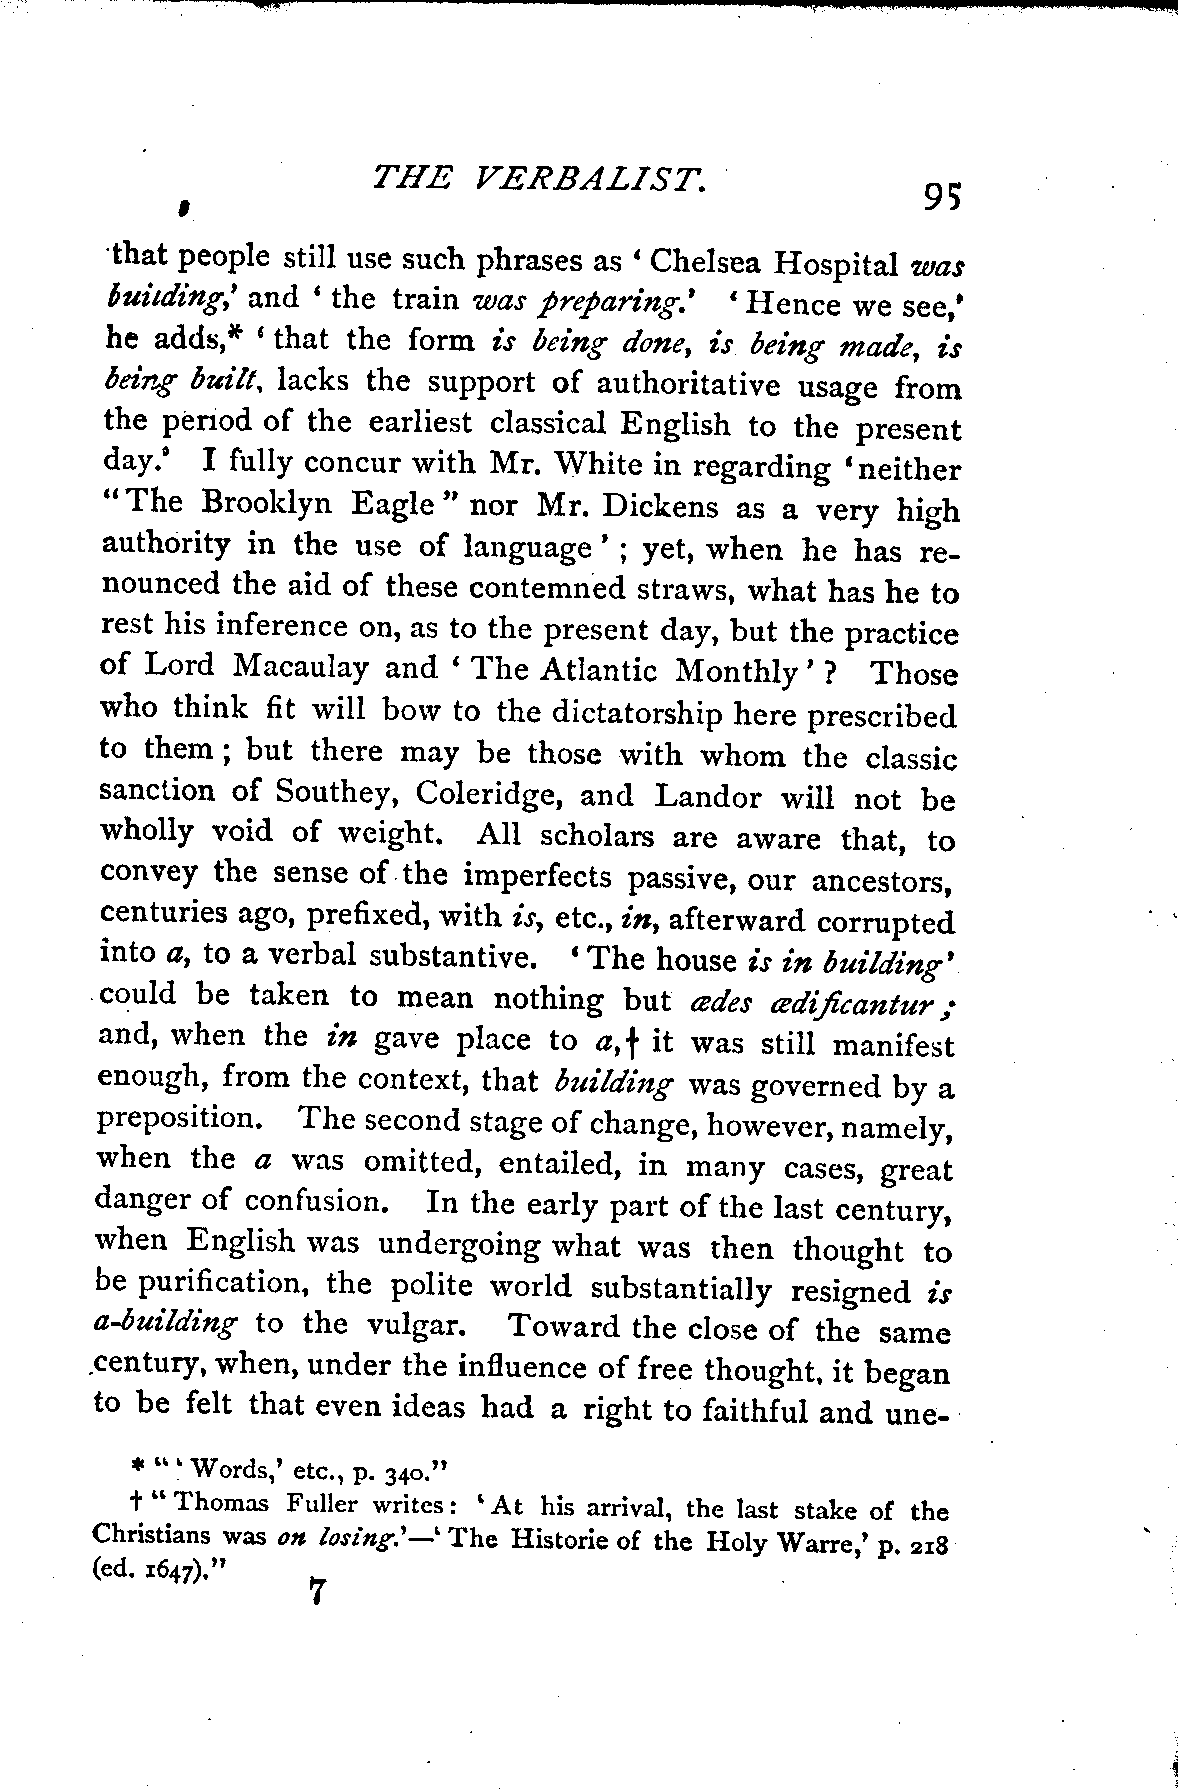 THE VERBALIST.
95
that people still use such phrases as ‘ Chelsea Hospital was
building,’ and ‘ the train was preparing.’ ‘ Hence we see,’
he adds,* ‘ that the form is being done, is being made, is
being built, lacks the support of authoritative usage from
the period of the earliest classical English to the present
day.’ I fully concur with Mr. White in regarding ‘neither
“The Brooklyn Eagle” nor Mr. Dickens as a very high
authority in the use of language’ ; yet, when he has re-
nounced the aid of these contemned straws, what has he to
rest his inference on, as to the present day, but the practice
of Lord Macaulay and ‘ The Atlantic Monthly’ ? Those
who think fit will bow to the dictatorship here prescribed
to them ; but there may be those with whom the classic
sanction of Southey, Coleridge, and Landor will not be
wholly void of weight. All scholars are aware that, to
convey the sense of the imperfects passive, our ancestors,
centuries ago, prefixed, with is, etc., in, afterward corrupted
into a, to a verbal substantive. ‘ The house is in building’
could be taken to mean nothing but ædes ædificantur ;
and, when the in gave place to a,† it was still manifest
enough, from the context, that building was governed by a
preposition. The second stage of change, however, namely,
when the a was omitted, entailed, in many cases, great
danger of confusion. In the early part of the last century,
when English was undergoing what was then thought to
be purification, the polite world substantially resigned is
a-building to the vulgar. Toward the close of the same
century, when, under the influence of free thought, it began
to be felt that even ideas had a right to faithful and une-
* “ ‘ Words,’ etc., p. 340.”
† “ Thomas Fuller writes : ‘ At his arrival, the last stake of the
Christians was on losing.’—‘ The Historie of the Holy Warre,’ p. 218
(ed. 1647).”
7